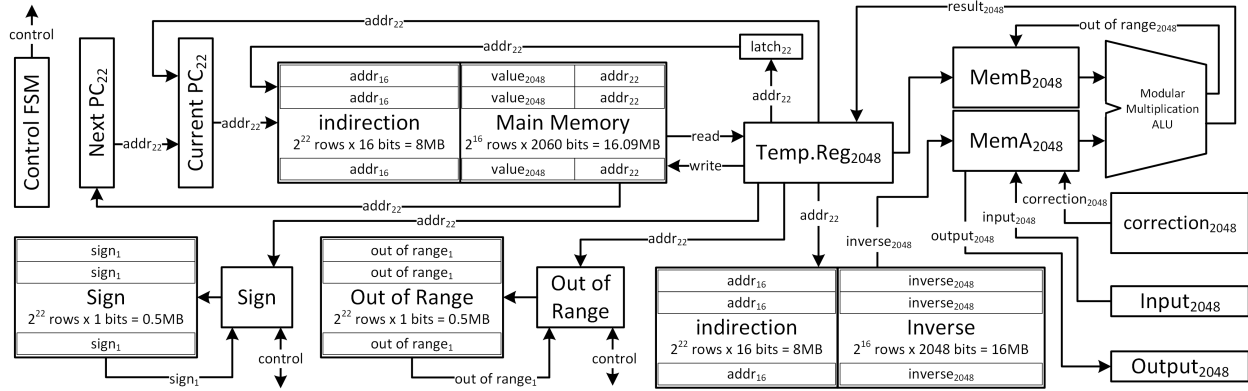 control
Control FSM
Next PC22
addr22
Current PC22
addr22
addr22
addr22
addr16
addr16
indirection
2^22 rows x 16 bits = 8MB
addr16
value2048 addr22
value2048 addr22
Main Memory
2^16 rows x 2060 bits = 16.09MB
value2048 addr22
addr22
read
write
latch22
addr22
Temp.Reg2048
result2048
out of range2048
MemB2048
MemA2048
Modular
Multiplication
ALU
correction2048
correction2048
input2048
output2048
inverse2048
Input2048
Output2048
addr22
addr22
addr22
sign1
sign1
Sign
2^22 rows x 1 bits = 0.5MB
sign1
sign1
Sign
control
out of range1
out of range1
Out of Range
2^22 rows x 1 bits = 0.5MB
out of range1
out of range1
Out of
Range
control
addr16
addr16
indirection
2^22 rows x 16 bits = 8MB
addr16
inverse2048
inverse2048
Inverse
2^16 rows x 2048 bits = 16MB
inverse2048